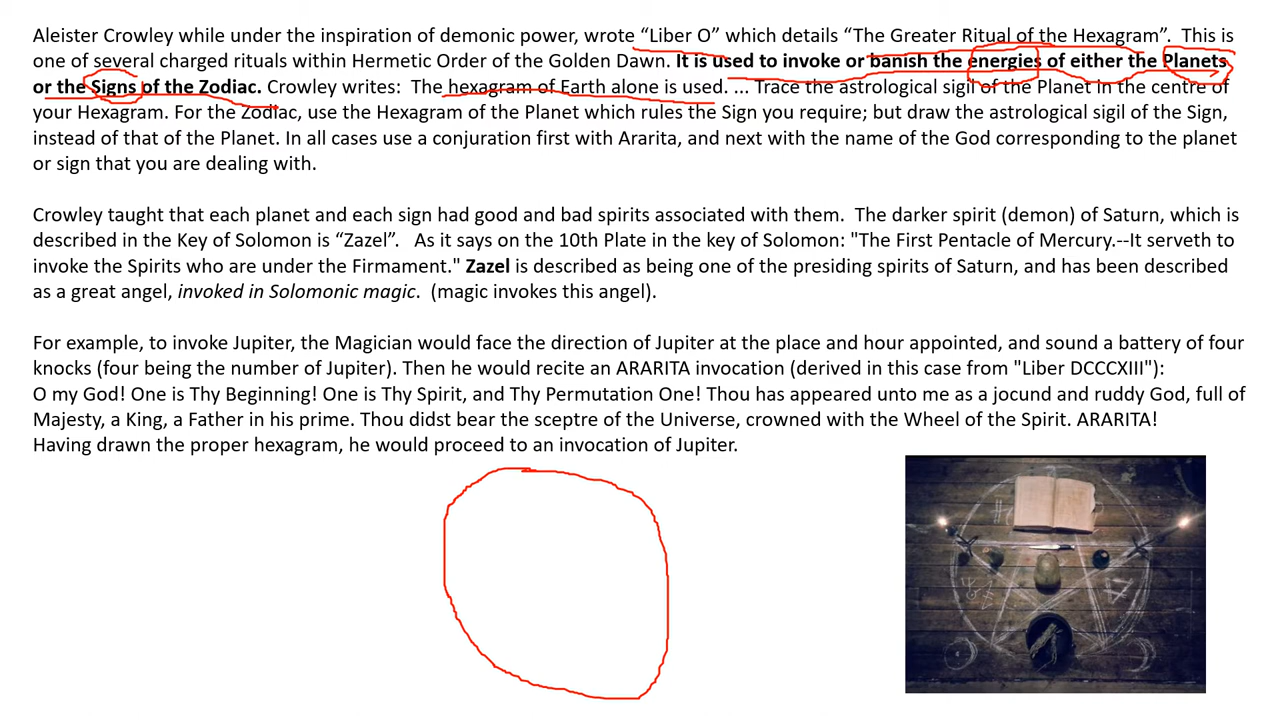 Aleister Crowley while under the inspiration of demonic power, wrote “Liber O” which details “The Greater Ritual of the Hexagram”.  This is
one of several charged rituals within Hermetic Order of the Golden Dawn. It is used to invoke or banish the energies of either the Planets
or the Signs of the Zodiac. Crowley writes:  The hexagram of Earth alone is used. ... Trace the astrological sigil of the Planet in the centre of
your Hexagram. For the Zodiac, use the Hexagram of the Planet which rules the Sign you require; but draw the astrological sigil of the Sign,
instead of that of the Planet. In all cases use a conjuration first with Ararita, and next with the name of the God corresponding to the planet
or sign that you are dealing with.
Crowley taught that each planet and each sign had good and bad spirits associated with them.  The darker spirit (demon) of Saturn, which is
described in the Key of Solomon is “Zazel”.   As it says on the 10th Plate in the key of Solomon: "The First Pentacle of Mercury.--It serveth to
invoke the Spirits who are under the Firmament." Zazel is described as being one of the presiding spirits of Saturn, and has been described
as a great angel, invoked in Solomonic magic.  (magic invokes this angel).
For example, to invoke Jupiter, the Magician would face the direction of Jupiter at the place and hour appointed, and sound a battery of four
knocks (four being the number of Jupiter). Then he would recite an ARARITA invocation (derived in this case from "Liber DCCCXIII"):
O my God! One is Thy Beginning! One is Thy Spirit, and Thy Permutation One! Thou has appeared unto me as a jocund and ruddy God, full of
Majesty, a King, a Father in his prime. Thou didst bear the sceptre of the Universe, crowned with the Wheel of the Spirit. ARARITA!
Having drawn the proper hexagram, he would proceed to an invocation of Jupiter.